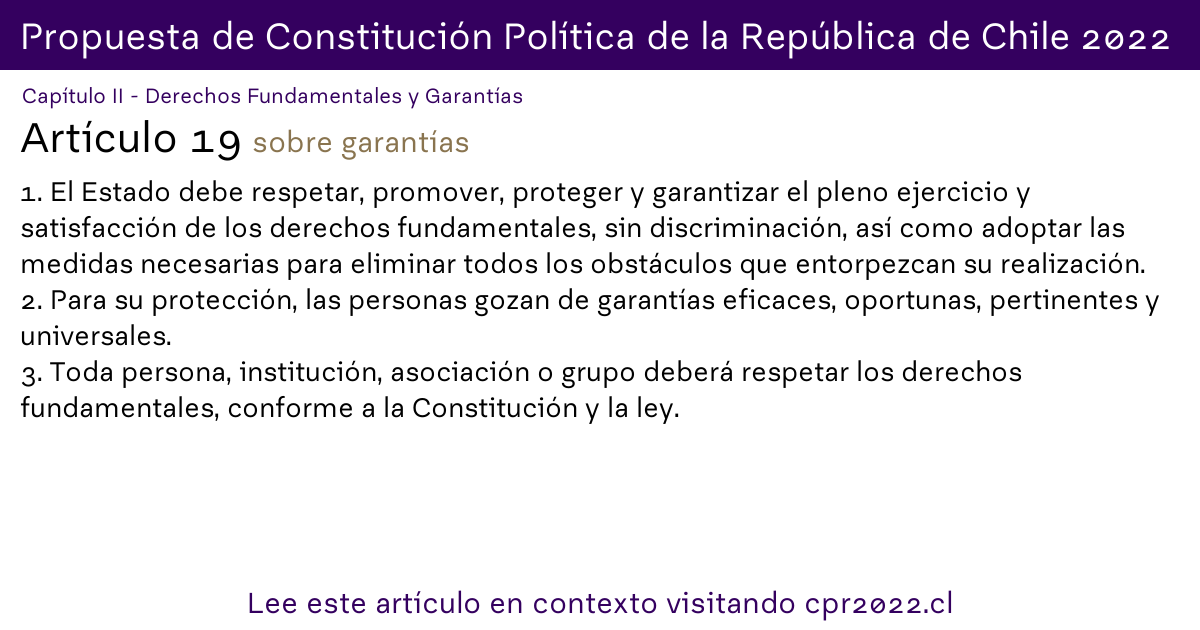 Propuesta de Constitución Política de la República de Chile 2022
Capítulo II - Derechos Fundamentales y Garantías
Artículo 19 sobre garantías
1. El Estado debe respetar, promover, proteger y garantizar el pleno ejercicio y
satisfacción de los derechos fundamentales, sin discriminación, así como adoptar las
medidas necesarias para eliminar todos los obstáculos que entorpezcan su realización.
2. Para su protección, las personas gozan de garantías eficaces, oportunas, pertinentes y
universales.
3. Toda persona, institución, asociación o grupo deberá respetar los derechos
fundamentales, conforme a la Constitución y la ley.
Lee este artículo en contexto visitando cpr2022.cl